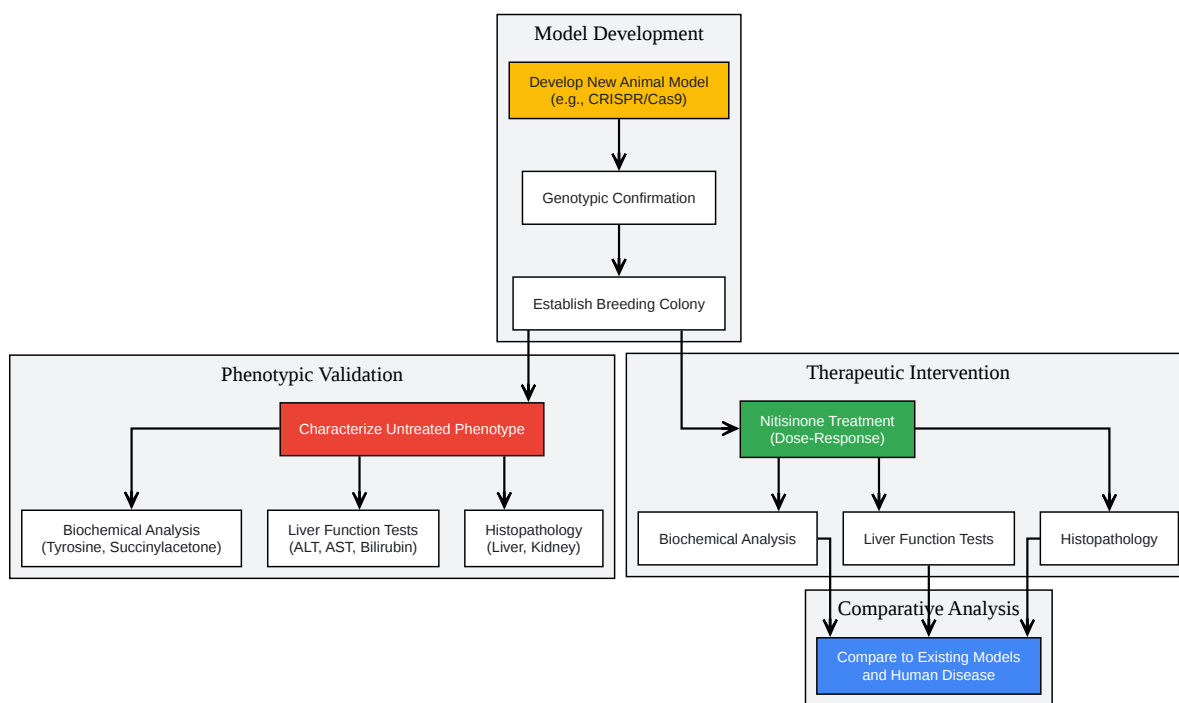 Model Development
Develop New Animal Model
(e.g., CRISPR/Cas9)
Genotypic Confirmation
Establish Breeding Colony
Phenotypic Validation
Characterize Untreated Phenotype
Biochemical Analysis
(Tyrosine, Succinylacetone)
Liver Function Tests
(ALT, AST, Bilirubin)
Histopathology
(Liver, Kidney)
Therapeutic Intervention
Nitisinone Treatment
(Dose-Response)
Biochemical Analysis
Liver Function Tests
Histopathology
Comparative Analysis
Compare to Existing Models
and Human Disease